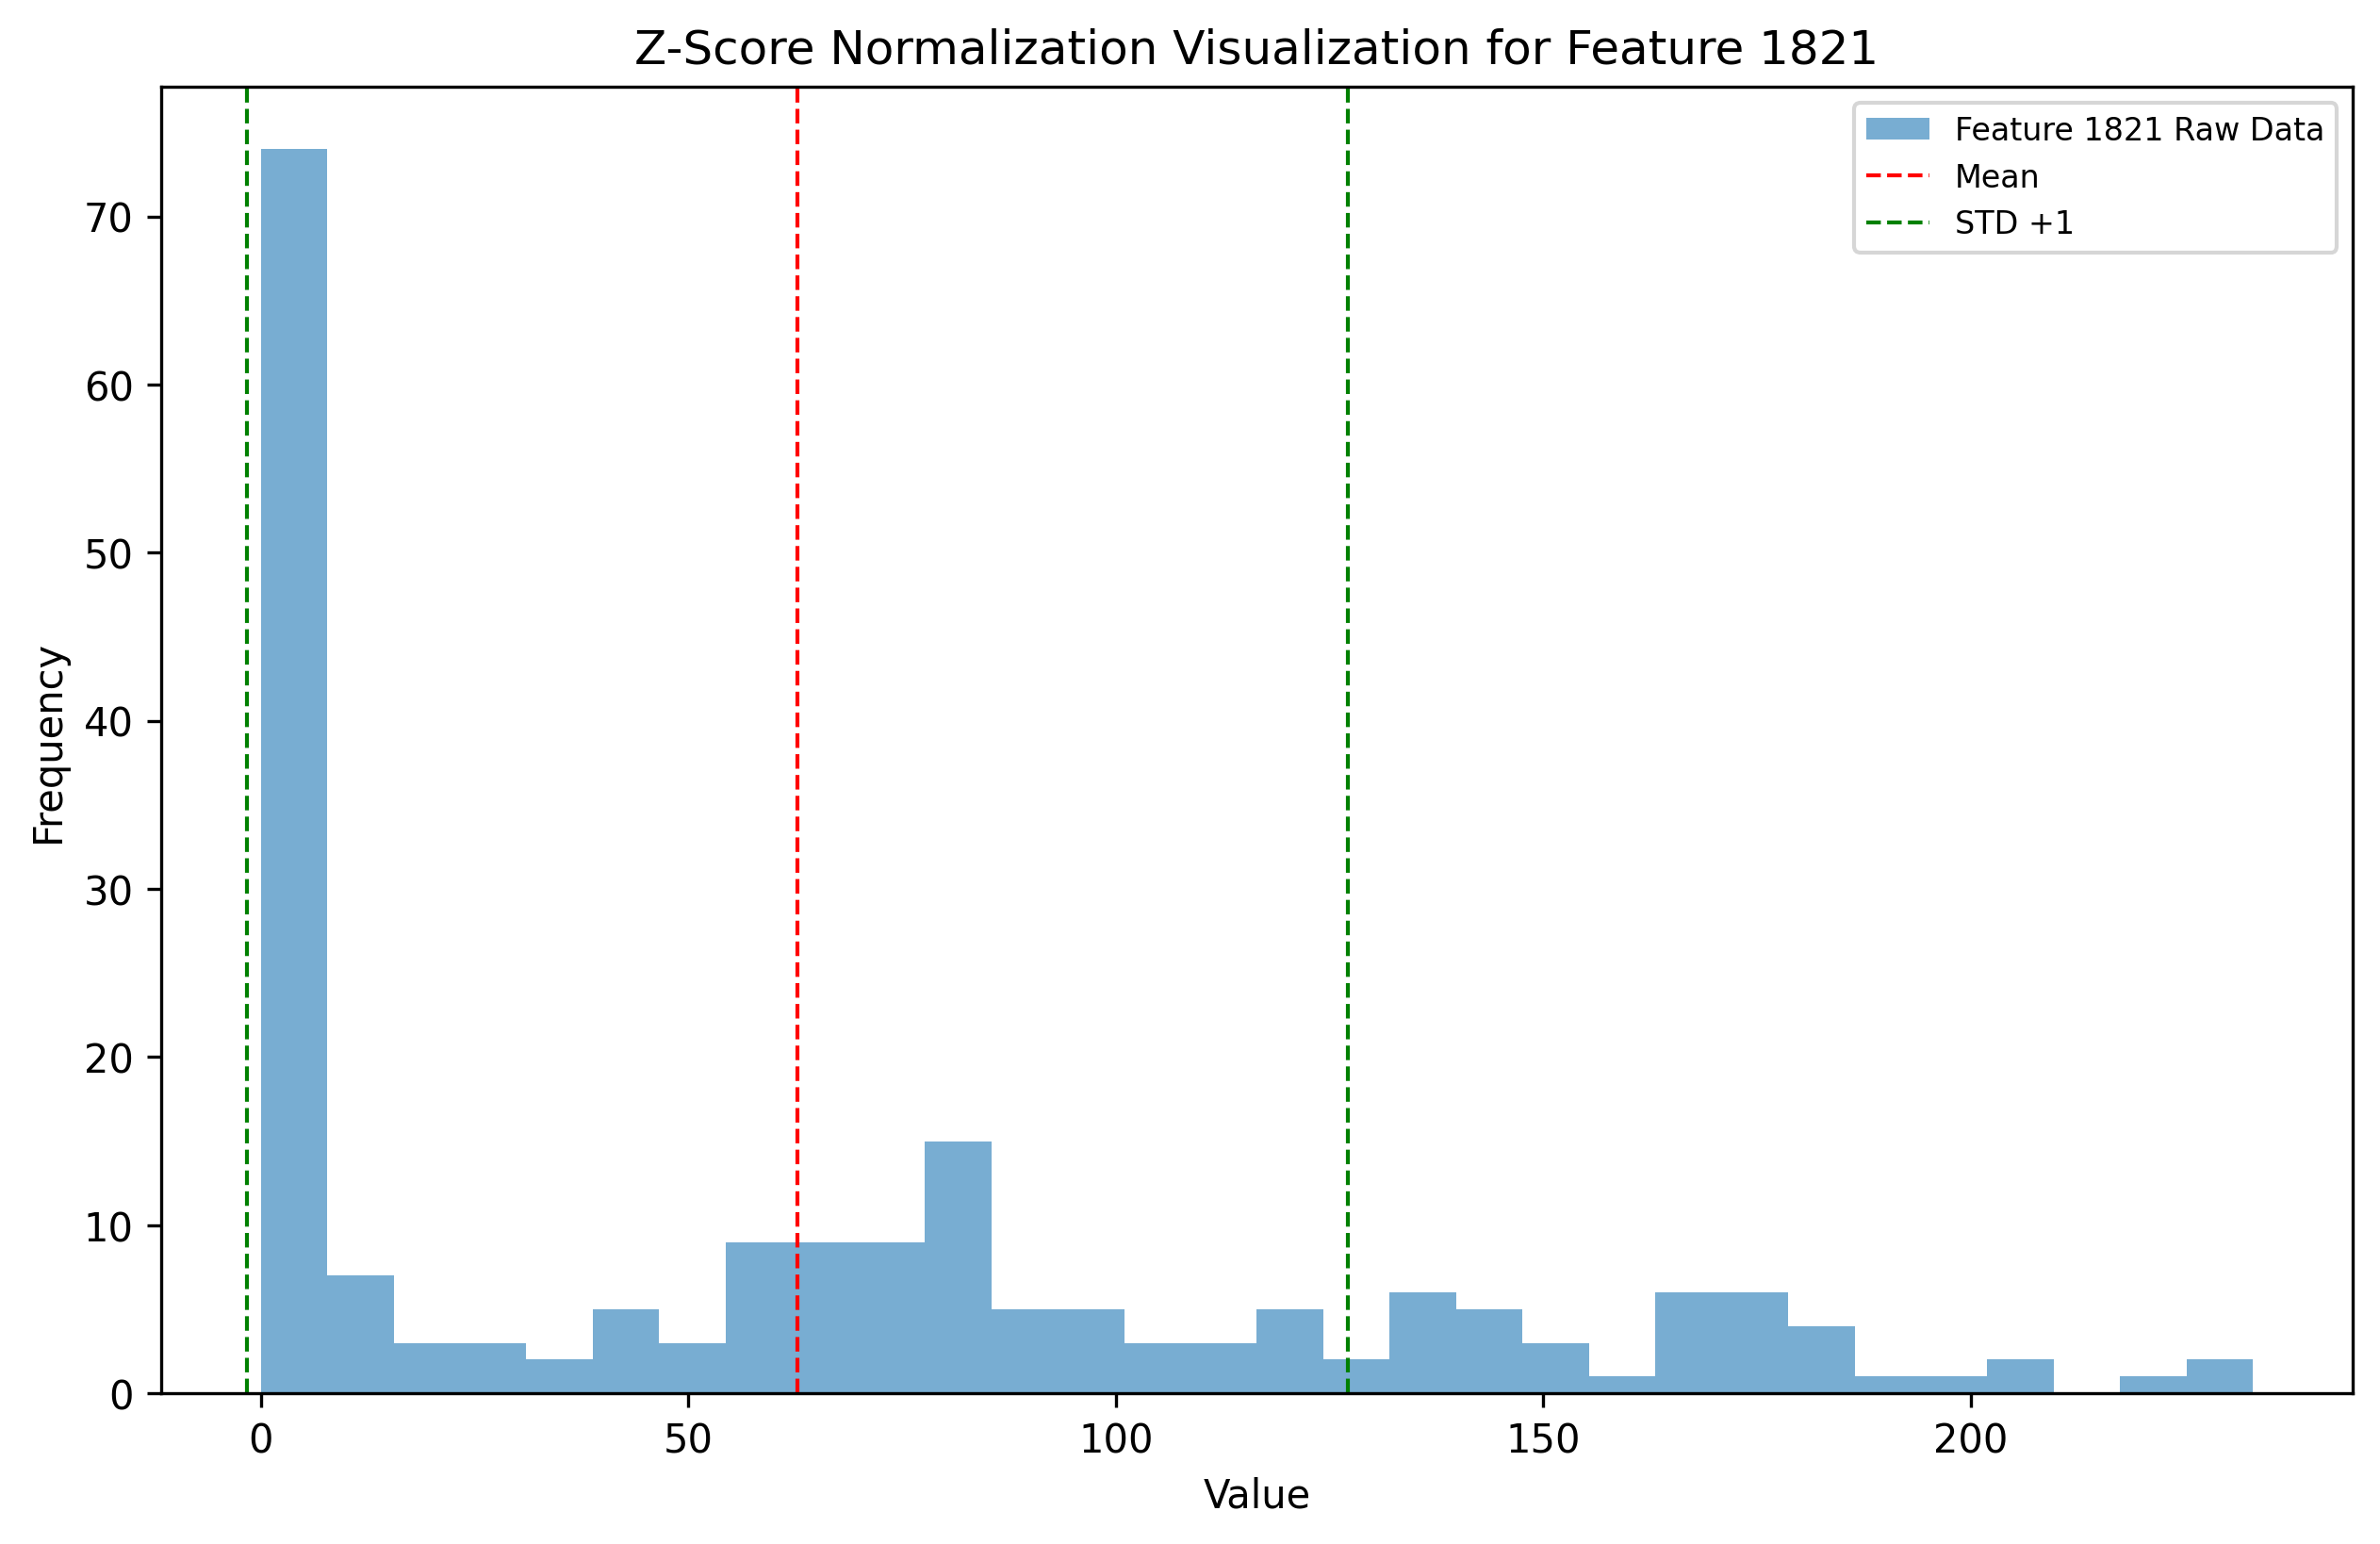 Z-Score Normalization Visualization for Feature 1821
Feature 1821 Raw Data
Mean
STD +1
70
60
50
40
30
20
10
0
Frequency
0 50 100 150 200
Value